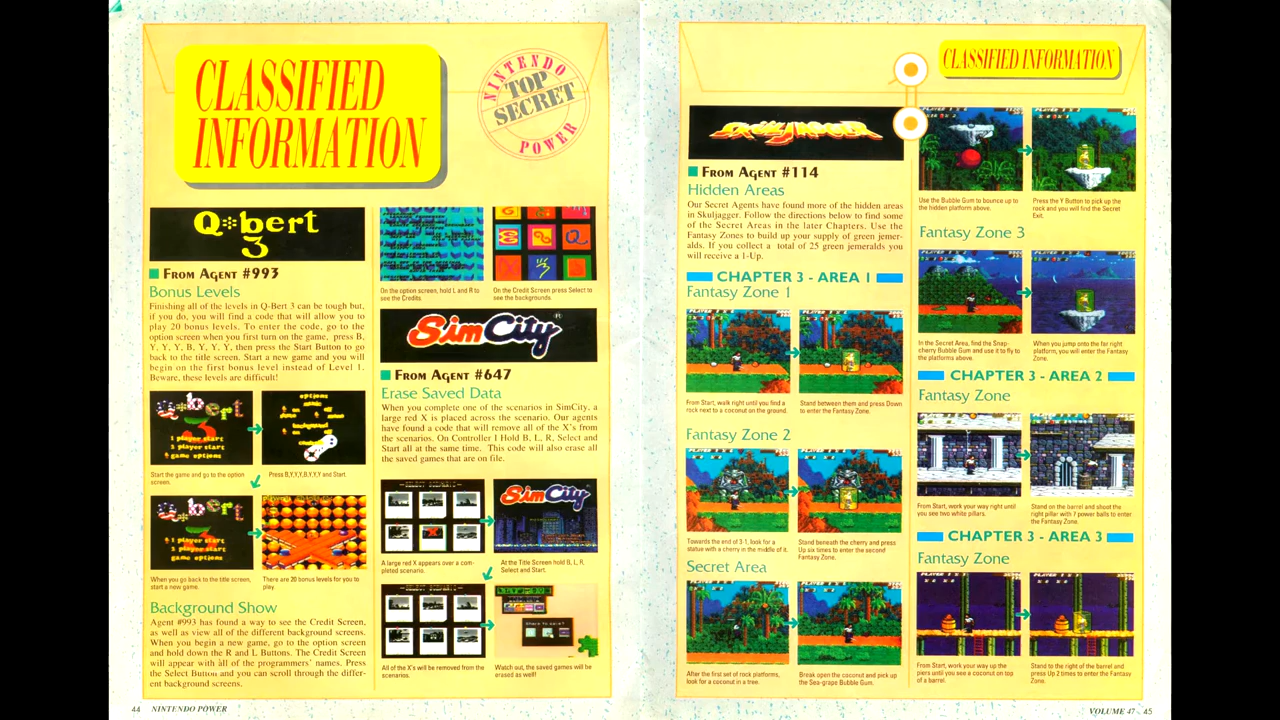 CLASSIFIED
INFORMATION
NINTENDO
TOP
SECRET
POWER
Q*bert
3
FROM AGENT #993
Bonus Levels
Finishing all of the levels in Q-Bert 3 can be tough but,
if you do, you will find a code that will allow you to
play 20 bonus levels. To enter the code, go to the
option screen when you first turn on the game, press B,
Y, Y, Y, B, Y, Y, Y, then press the Start Button to go
back to the title screen. Start a new game and you will
begin on the first bonus level instead of Level 1.
Beware, these levels are difficult!
Q*bert
1 player start
2 player start
game options
options
Start the game and go to the option
screen.
Press B,Y,Y,Y,B,Y,Y,Y and Start.
Q*bert
1 player start
2 player start
game options
When you go back to the title screen,
start a new game.
There are 20 bonus levels for you to
play.
Background Show
Agent #993 has found a way to see the Credit Screen,
as well as view all of the different background screens.
When you begin a new game, go to the option screen
and hold down the R and L Buttons. The Credit Screen
will appear with all of the programmers' names. Press
the Select Button and you can scroll through the differ-
ent background screens.
On the option screen, hold L and R to
see the Credits.
On the Credit Screen press Select to
see the backgrounds.
SimCity
FROM AGENT #647
Erase Saved Data
When you complete one of the scenarios in SimCity, a
large red X is placed across the scenario. Our agents
have found a code that will remove all of the X's from
the scenarios. On Controller I Hold B, L, R, Select and
Start all at the same time. This code will also erase all
the saved games that are on file.
SimCity
A large red X appears over a com-
pleted scenario.
At the Title Screen hold B, L, R,
Select and Start.
All of the X's will be removed from the
scenarios.
Watch out, the saved games will be
erased as well!
44 NINTENDO POWER
CLASSIFIED INFORMATION
SKULJAGGER
FROM AGENT #114
Hidden Areas
Our Secret Agents have found more of the hidden areas
in Skuljagger. Follow the directions below to find some
of the Secret Areas in the later Chapters. Use the
Fantasy Zones to build up your supply of green jemer-
alds. If you collect a total of 25 green jemeralds you
will receive a 1-Up.
CHAPTER 3 - AREA 1
Fantasy Zone 1
From Start, walk right until you find a
rock next to a coconut on the ground.
Stand between them and press Down
to enter the Fantasy Zone.
Fantasy Zone 2
Towards the end of 3-1, look for a
statue with a cherry in the middle of it.
Stand beneath the cherry and press
Up six times to enter the second
Fantasy Zone.
Secret Area
After the first set of rock platforms,
look for a coconut in a tree.
Break open the coconut and pick up
the Sea-grape Bubble Gum.
Use the Bubble Gum to bounce up to
the hidden platform above.
Press the Y Button to pick up the
rock and you will find the Secret
Exit.
Fantasy Zone 3
In the Secret Area, find the Snap-
cherry Bubble Gum and use it to fly to
the platforms above.
When you jump onto the far right
platform, you will enter the Fantasy
Zone.
CHAPTER 3 - AREA 2
Fantasy Zone
From Start, work your way right until
you see two white pillars.
Stand on the barrel and shoot the
right pillar with 7 power balls to enter
the Fantasy Zone.
CHAPTER 3 - AREA 3
Fantasy Zone
From Start, work your way up the
piers until you see a coconut on top
of a barrel.
Stand to the right of the barrel and
press Up 2 times to enter the Fantasy
Zone.
VOLUME 47 45